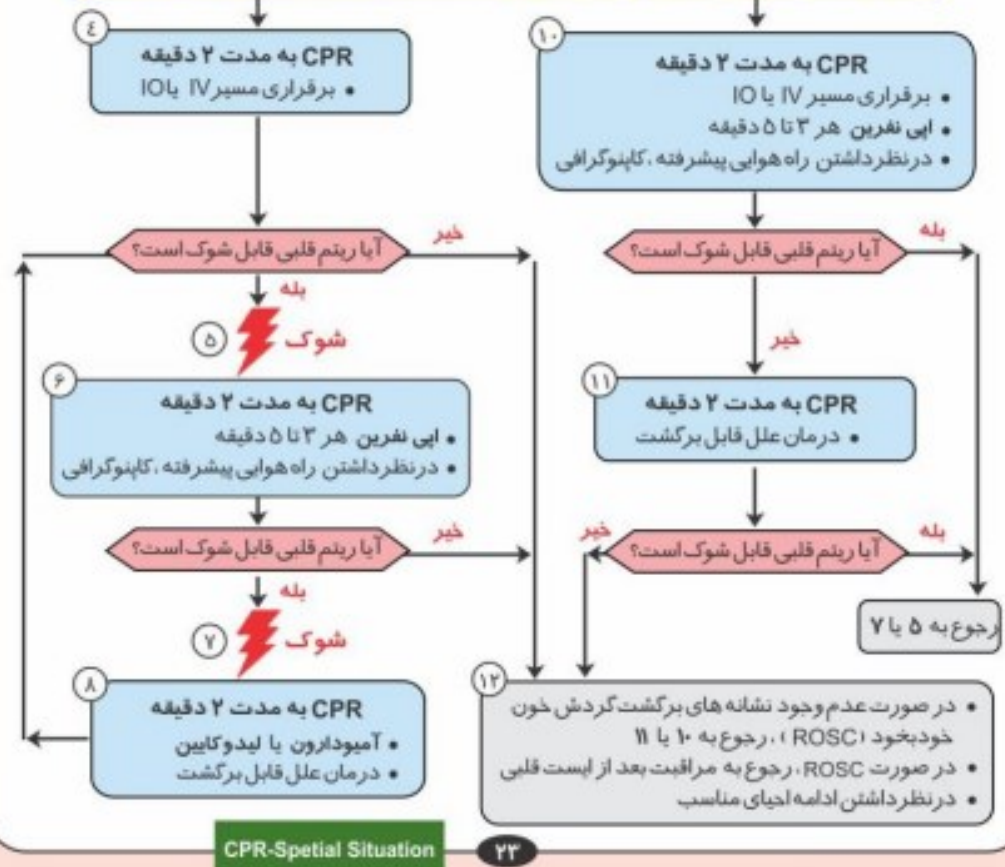 ۴
CPR به مدت ۲ دقیقه
• برقراری مسیر IV یا IO
آیا ریتم قلبی قابل شوک است؟
خیر
بله
۵
شوک
۶
CPR به مدت ۲ دقیقه
• اپی نفرین هر ۳ تا ۵ دقیقه
• درنظرداشتن راه هوایی پیشرفته ،کاپنوگرافی
آیا ریتم قلبی قابل شوک است؟
خیر
بله
۷
شوک
۸
CPR به مدت ۲ دقیقه
• آمیودارون یا لیدوکایین
• درمان علل قابل برگشت
۱۰
CPR به مدت ۲ دقیقه
• برقراری مسیر IV یا IO
• اپی نفرین هر ۳ تا ۵ دقیقه
• درنظرداشتن راه هوایی پیشرفته ،کاپنوگرافی
آیا ریتم قلبی قابل شوک است؟
بله
خیر
۱۱
CPR به مدت ۲ دقیقه
• درمان علل قابل برگشت
آیا ریتم قلبی قابل شوک است؟
بله
خیر
رجوع به ۵ یا ۷
۱۲
• در صورت عدم وجود نشانه های برگشت گردش خون
خودبخود (ROSC) ، رجوع به ۱۰ یا ۱۱
• در صورت ROSC، رجوع به مراقبت بعد از ایست قلبی
• درنظرداشتن ادامه احیای مناسب
CPR-Spetial Situation
۲۳